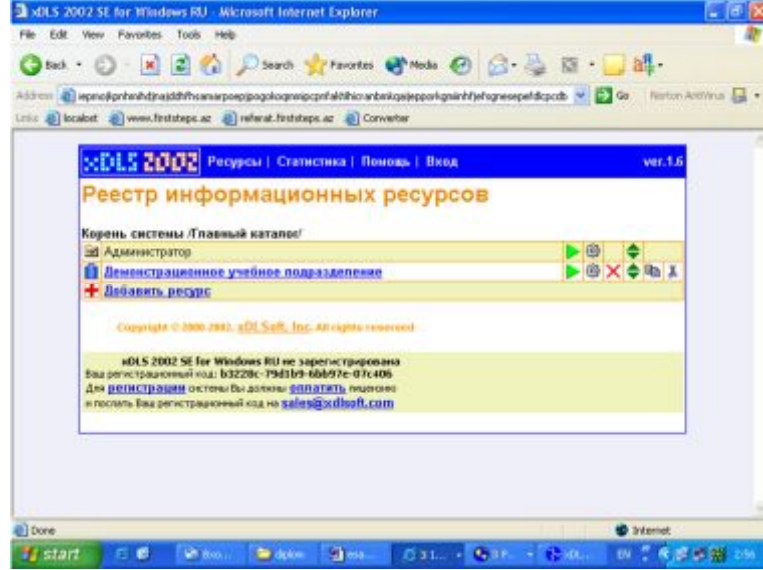 xDLS 2002 SE for Windows RU - Microsoft Internet Explorer
File Edit View Favorites Tools Help
Back Search Favorites Media
Address Go Norton AntiVirus
Links localost www.firststeps.az referat.firststeps.az Converter
xDLS 2002 Ресурсы | Статистика | Помощь | Вход ver.1.6
Реестр информационных ресурсов
Корень системы /Главный каталог/
Администратор
Демонстрационное учебное подразделение
Добавить ресурс
Copyright © 2000-2002, xDLSoft, Inc. All rights reserved
xDLS 2002 SE for Windows RU не зарегистрирована
Ваш регистрационный код: b3228c-79d1b9-6bb97e-07c406
Для регистрации системы Вы должны оплатить лицензию
и послать Ваш регистрационный код на sales@xdlsoft.com
Done Internet
start diplom EN 2:56